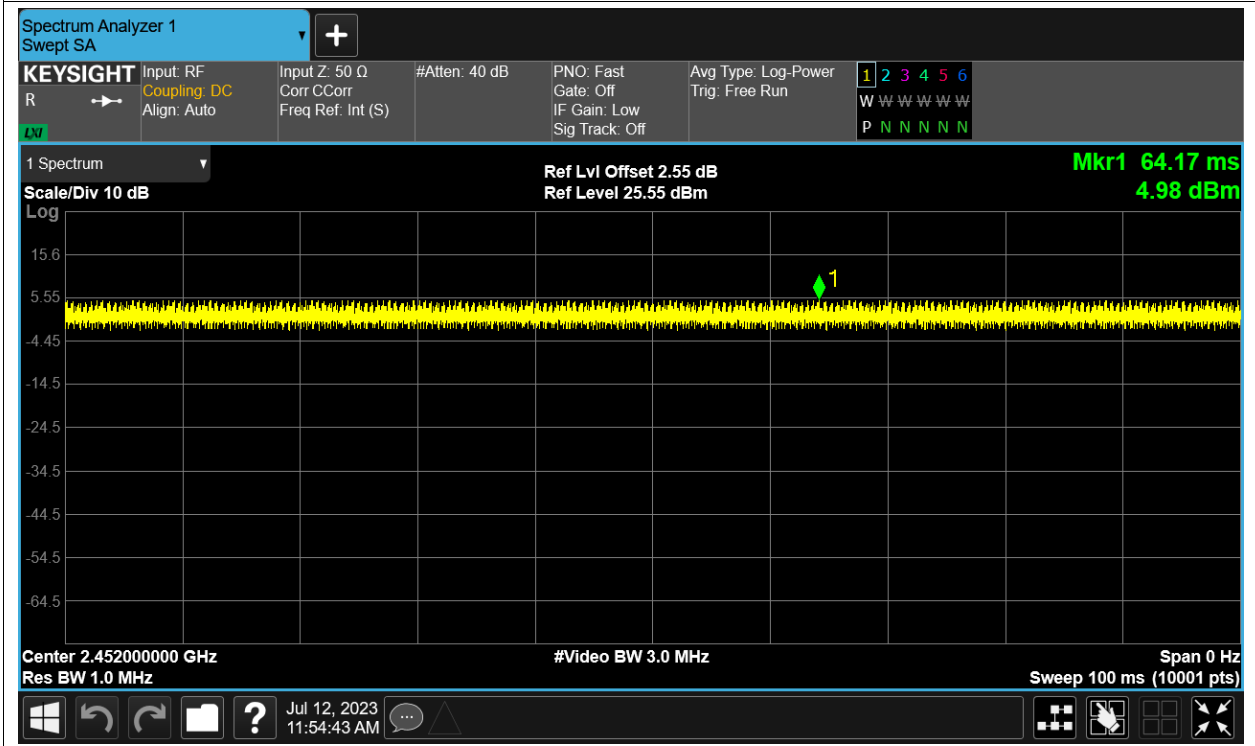 Spectrum Analyzer 1
Swept SA
KEYSIGHT
R
LXI
Input: RF
Coupling: DC
Align: Auto
Input Z: 50 Ω
Corr CCorr
Freq Ref: Int (S)
#Atten: 40 dB
PNO: Fast
Gate: Off
IF Gain: Low
Sig Track: Off
Avg Type: Log-Power
Trig: Free Run
1 2 3 4 5 6
W W W W W W
P N N N N N
1 Spectrum
Scale/Div 10 dB
Log
Ref Lvl Offset 2.55 dB
Ref Level 25.55 dBm
Mkr1 64.17 ms
4.98 dBm
1
15.6
5.55
-4.45
-14.5
-24.5
-34.5
-44.5
-54.5
-64.5
Center 2.452000000 GHz
Res BW 1.0 MHz
#Video BW 3.0 MHz
Span 0 Hz
Sweep 100 ms (10001 pts)
?
Jul 12, 2023
11:54:43 AM